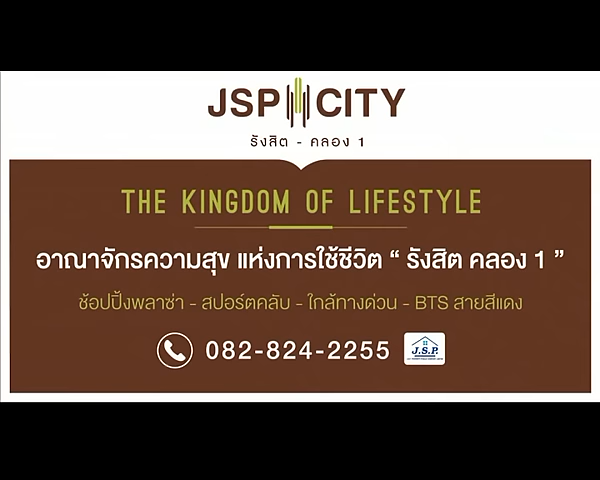 JSP CITY
รังสิต - คลอง 1
THE KINGDOM OF LIFESTYLE
อาณาจักรความสุข แห่งการใช้ชีวิต “ รังสิต คลอง 1 ”
ช้อปปิ้งพลาซ่า - สปอร์ตคลับ - ใกล้ทางด่วน - BTS สายสีแดง
082-824-2255 J.S.P.